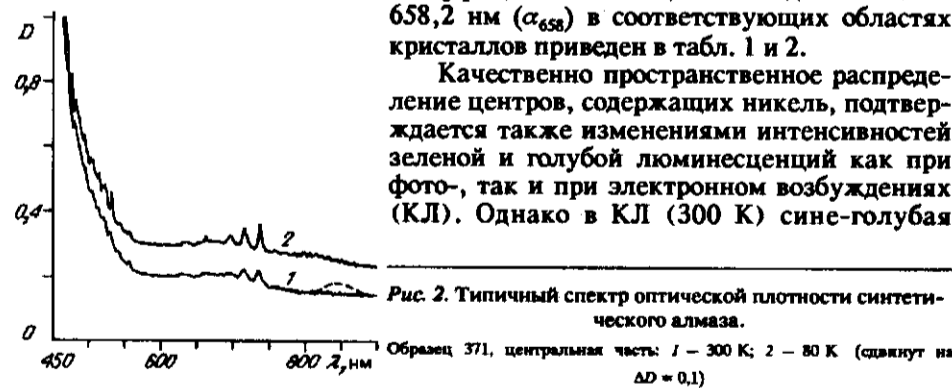 658,2 нм (α658) в соответствующих областях
кристаллов приведен в табл. 1 и 2.
Качественно пространственное распреде-
ление центров, содержащих никель, подтвер-
ждается также изменениями интенсивностей
зеленой и голубой люминесценций как при
фото-, так и при электронном возбуждениях
(КЛ). Однако в КЛ (300 К) сине-голубая
D
0,8
0,4
0
2
1
450
600
800 λ, нм
Рис. 2. Типичный спектр оптической плотности синтети-
ческого алмаза.
Образец 371, центральная часть: 1 – 300 К; 2 – 80 К (сдвинут на
ΔD = 0,1)